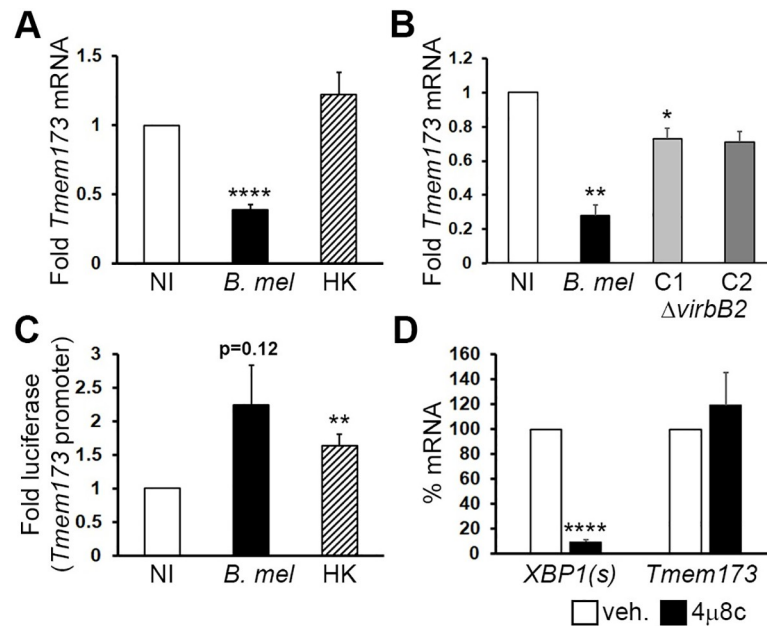 A
Fold Tmem173 mRNA
1.5
1
0.5
0
****
NI
B. mel
HK
B
Fold Tmem173 mRNA
1.2
1
0.8
0.6
0.4
0.2
0
**
*
NI
B. mel
C1
C2
ΔvirbB2
C
Fold luciferase
(Tmem173 promoter)
3
2.5
2
1.5
1
0.5
0
p=0.12
**
NI
B. mel
HK
D
% mRNA
160
140
120
100
80
60
40
20
0
****
XBP1(s)
Tmem173
veh.
4μ8c